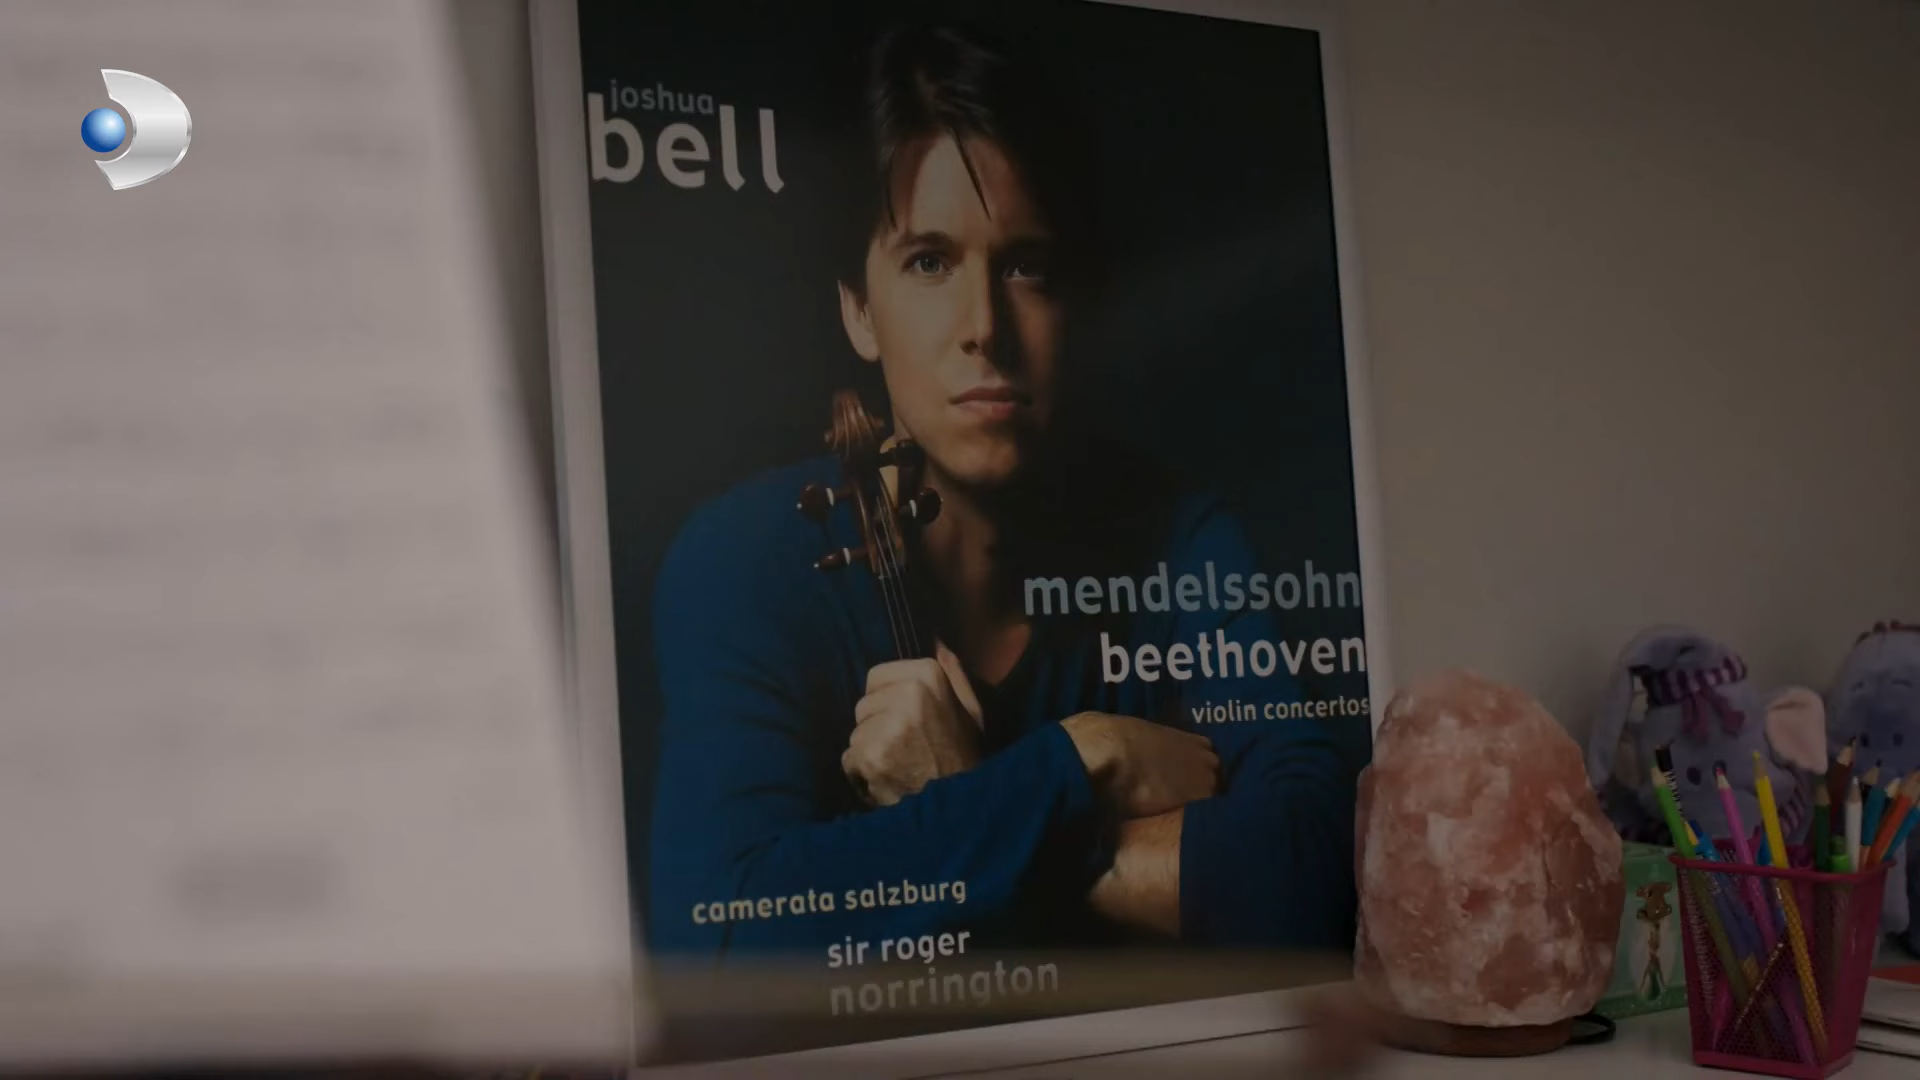 joshua
bell
mendelssohn
beethoven
violin concertos
camerata salzburg
sir roger
norrington